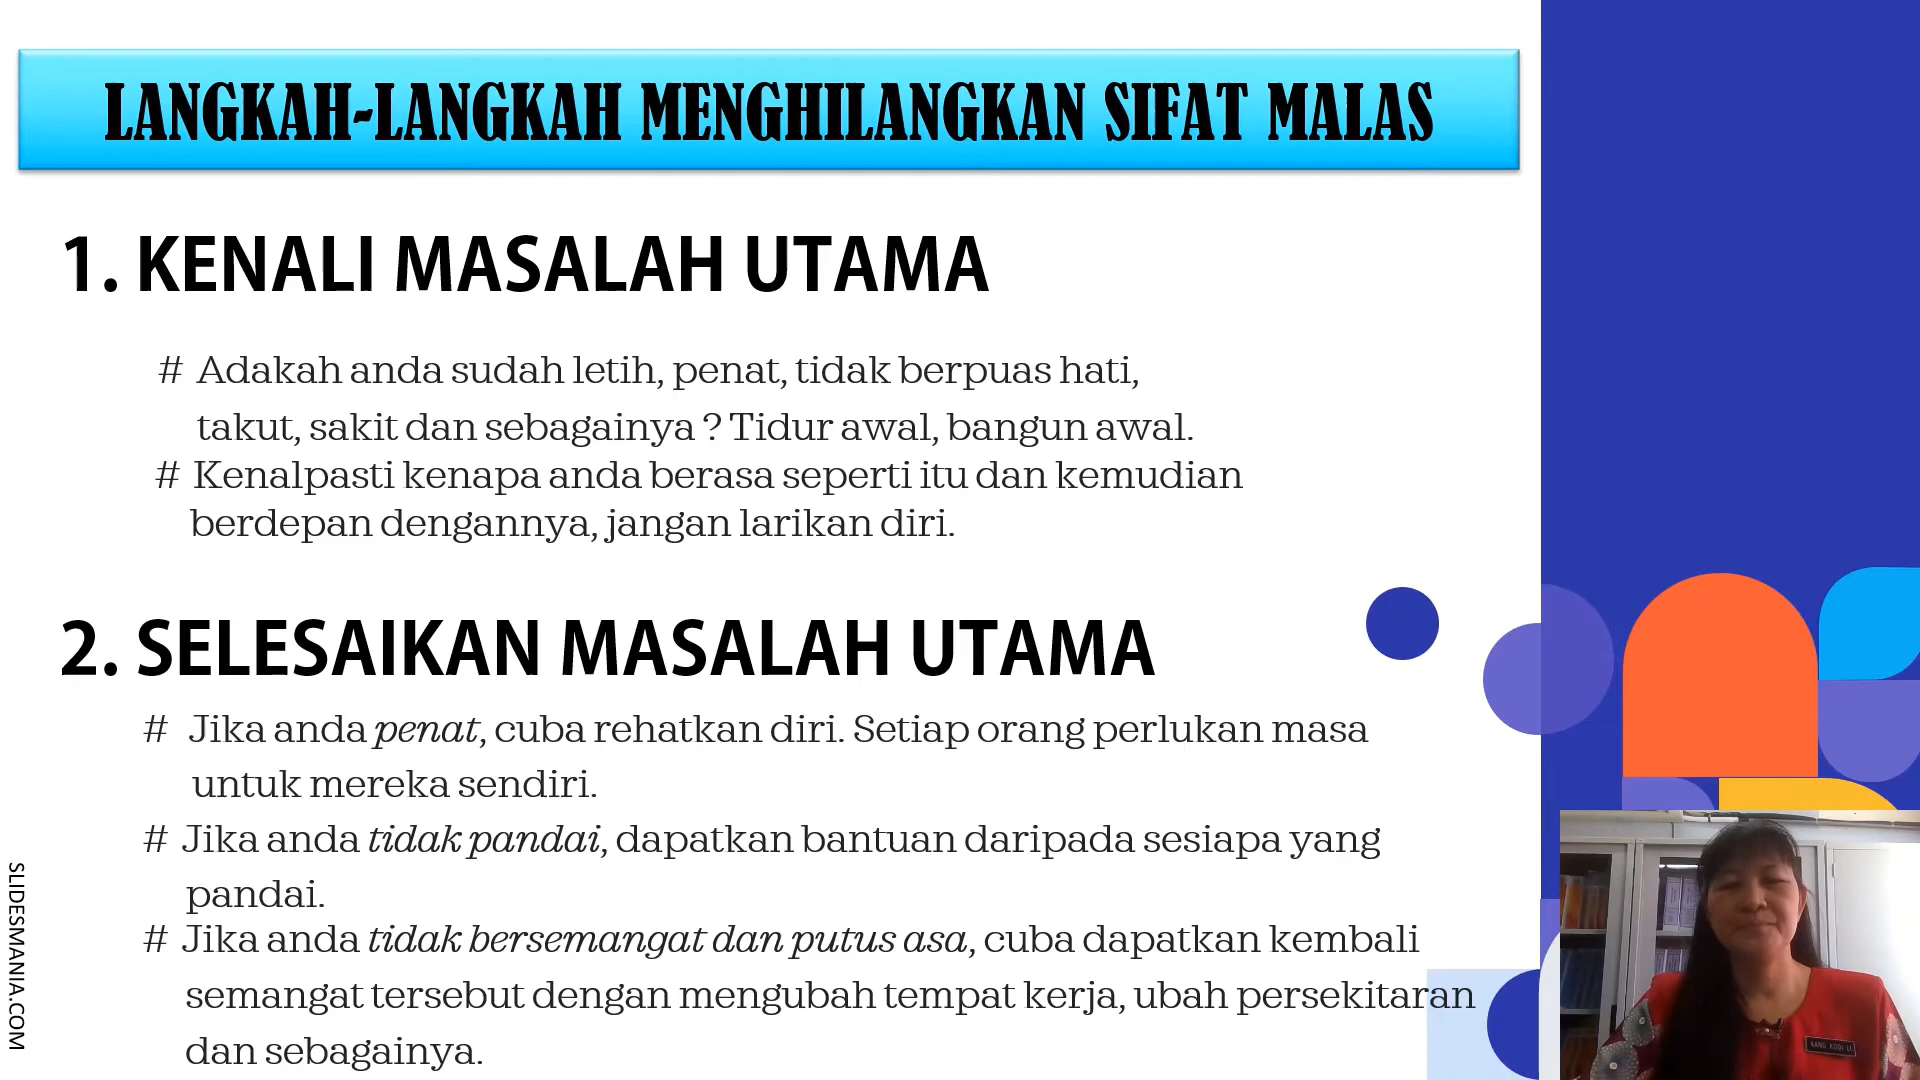 LANGKAH-LANGKAH MENGHILANGKAN SIFAT MALAS
1. KENALI MASALAH UTAMA
# Adakah anda sudah letih, penat, tidak berpuas hati,
takut, sakit dan sebagainya ? Tidur awal, bangun awal.
# Kenalpasti kenapa anda berasa seperti itu dan kemudian
berdepan dengannya, jangan larikan diri.
2. SELESAIKAN MASALAH UTAMA
# Jika anda penat, cuba rehatkan diri. Setiap orang perlukan masa
untuk mereka sendiri.
# Jika anda tidak pandai, dapatkan bantuan daripada sesiapa yang
pandai.
# Jika anda tidak bersemangat dan putus asa, cuba dapatkan kembali
semangat tersebut dengan mengubah tempat kerja, ubah persekitaran
dan sebagainya.
SLIDESMANIA.COM